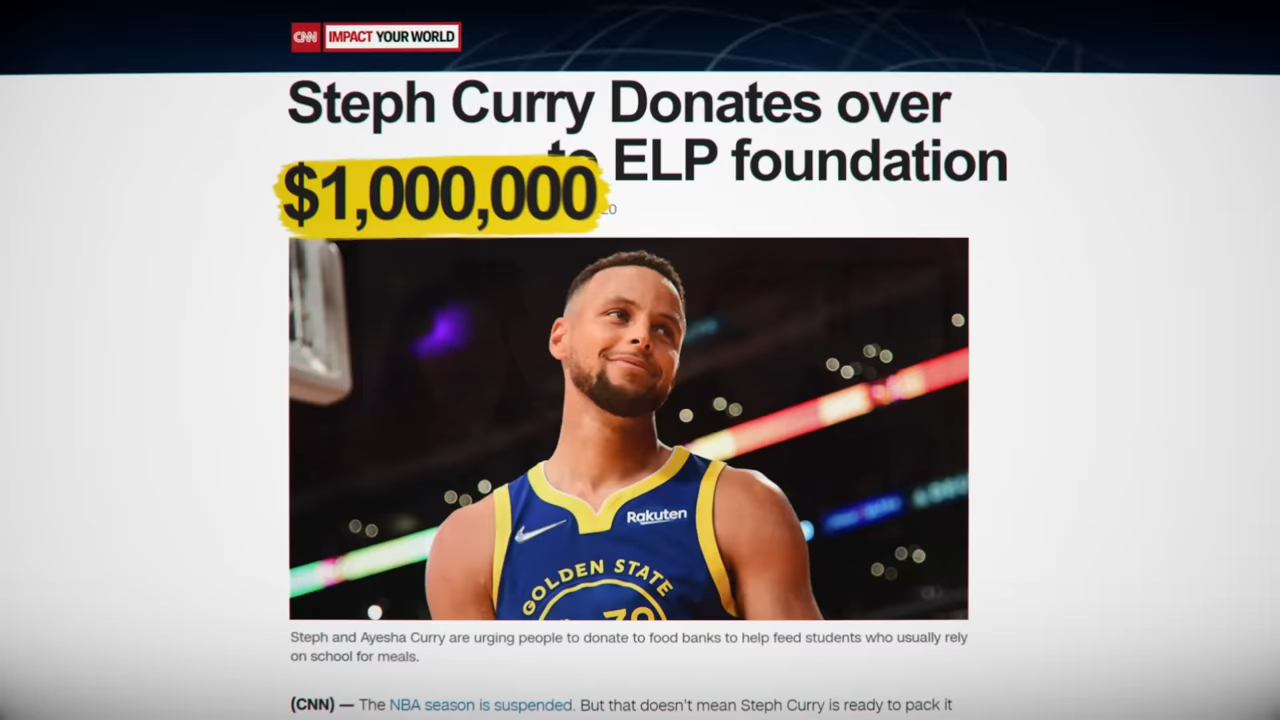 CNN IMPACT YOUR WORLD
Steph Curry Donates over
$1,000,000 to ELP foundation
Rakuten
GOLDEN STATE
Steph and Ayesha Curry are urging people to donate to food banks to help feed students who usually rely
on school for meals.
(CNN) — The NBA season is suspended. But that doesn't mean Steph Curry is ready to pack it